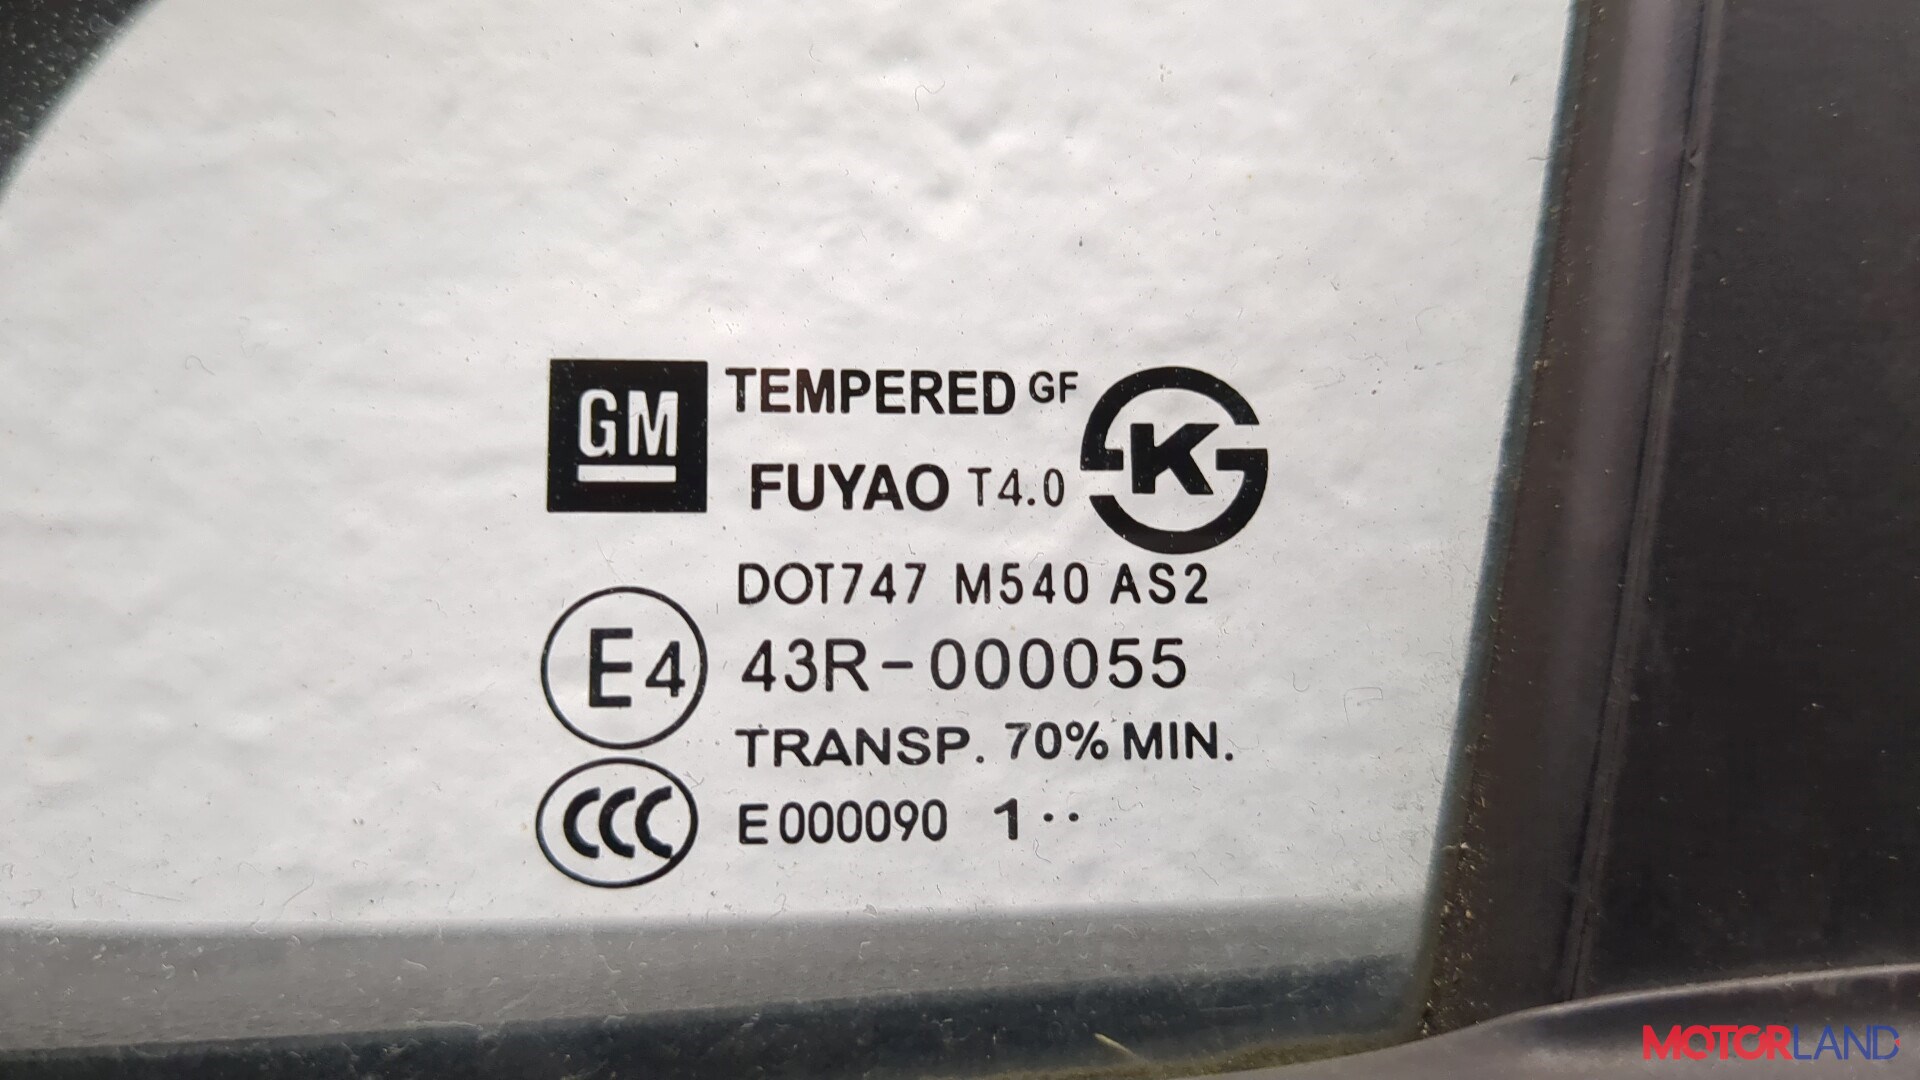 GM
TEMPERED GF
FUYAO T4.0
K
DOT747 M540 AS2
E4
43R-000055
TRANSP. 70% MIN.
CCC
E000090 1··
MOTORLAND